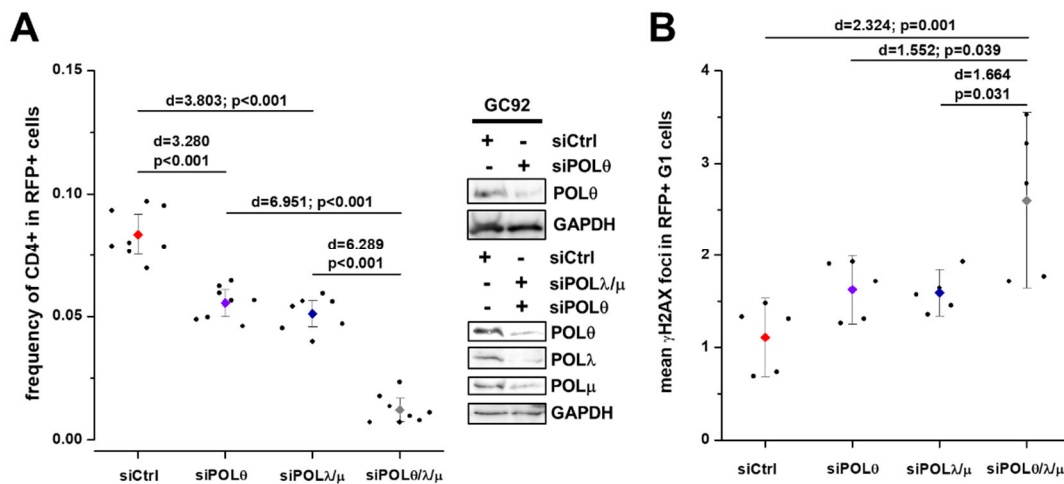 A
frequency of CD4+ in RFP+ cells
0.15
0.10
0.05
0.00
d=3.803; p<0.001
d=3.280
p<0.001
d=6.951; p<0.001
d=6.289
p<0.001
siCtrl
siPOLθ
siPOLλ/μ
siPOLθ/λ/μ
GC92
+ - siCtrl
- + siPOLθ
POLθ
GAPDH
+ - siCtrl
- + siPOLλ/μ
- + siPOLθ
POLθ
POLλ
POLμ
GAPDH
B
mean γH2AX foci in RFP+ G1 cells
4
3
2
1
0
d=2.324; p=0.001
d=1.552; p=0.039
d=1.664
p=0.031
siCtrl
siPOLθ
siPOLλ/μ
siPOLθ/λ/μ